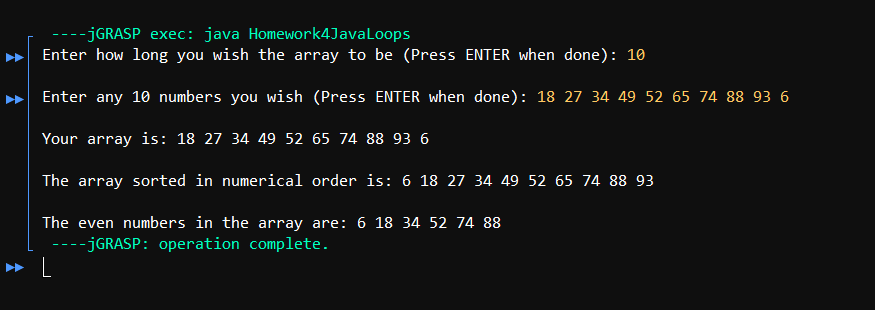 ----jGRASP exec: java Homework4JavaLoops
Enter how long you wish the array to be (Press ENTER when done): 10
Enter any 10 numbers you wish (Press ENTER when done): 18 27 34 49 52 65 74 88 93 6
Your array is: 18 27 34 49 52 65 74 88 93 6
The array sorted in numerical order is: 6 18 27 34 49 52 65 74 88 93
The even numbers in the array are: 6 18 34 52 74 88
----jGRASP: operation complete.